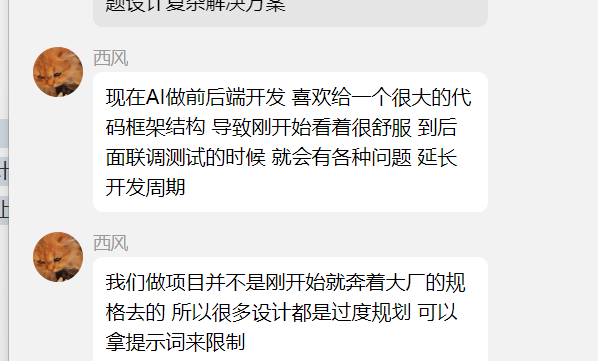 题设计复杂解决方案
西风
现在AI做前后端开发 喜欢给一个很大的代
码框架结构 导致刚开始看着很舒服 到后
面联调测试的时候 就会有各种问题 延长
开发周期
西风
我们做项目并不是刚开始就奔着大厂的规
格去的 所以很多设计都是过度规划 可以
拿提示词来限制